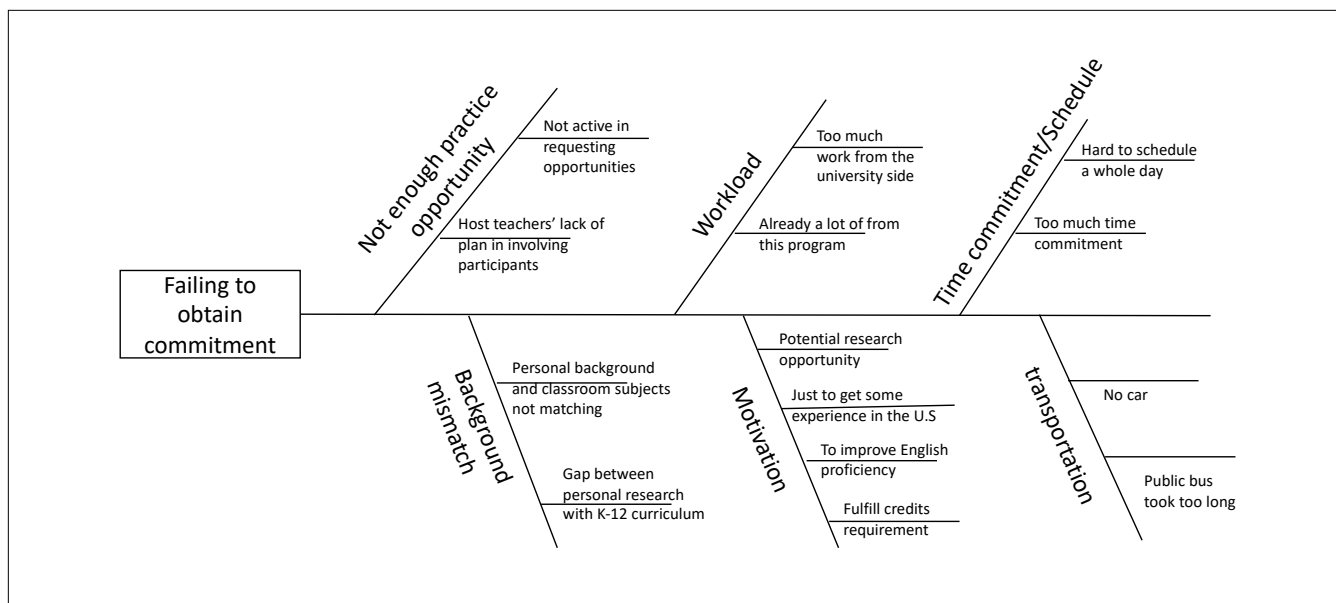 Not enough practice
opportunity
Not active in
requesting
opportunities
Host teachers’ lack of
plan in involving
participants
Workload
Too much
work from the
university side
Already a lot of from
this program
Time commitment/Schedule
Hard to schedule
a whole day
Too much time
commitment
Failing to
obtain
commitment
Background
mismatch
Personal background
and classroom subjects
not matching
Gap between
personal research
with K-12 curriculum
Motivation
Potential research
opportunity
Just to get some
experience in the U.S
To improve English
proficiency
Fulfill credits
requirement
transportation
No car
Public bus
took too long